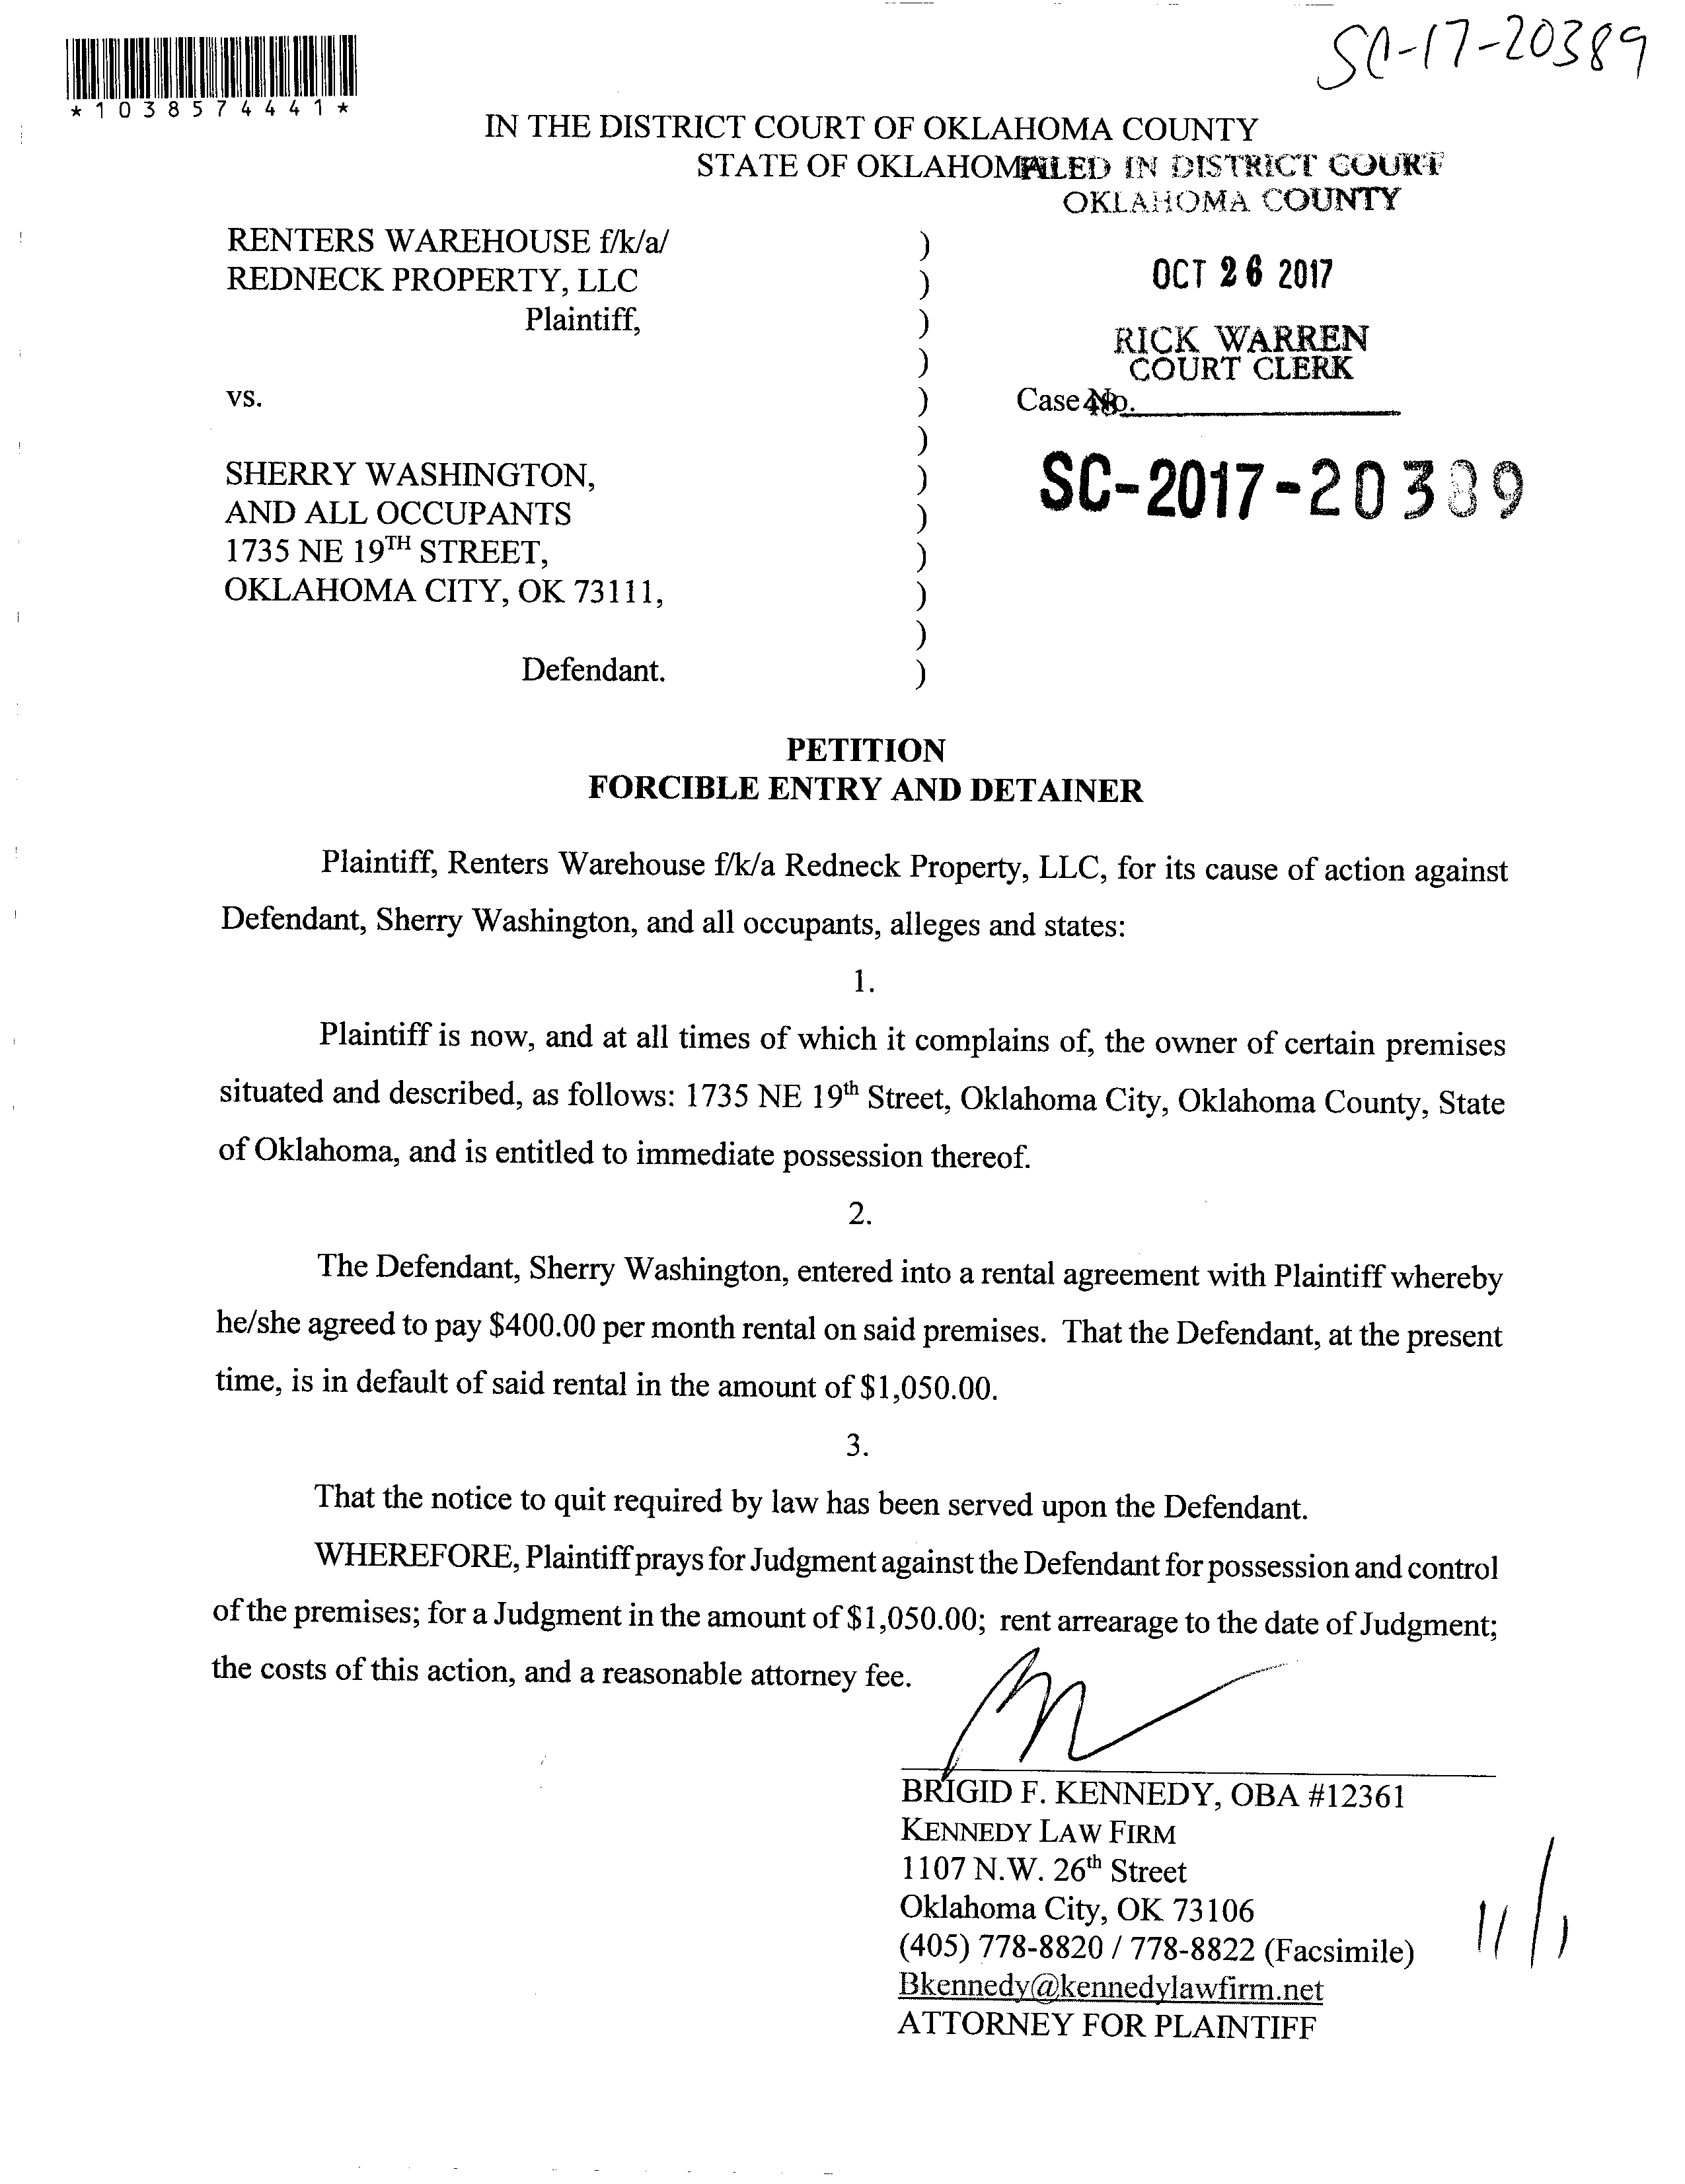 SC-17-20389
*1038574441*
IN THE DISTRICT COURT OF OKLAHOMA COUNTY
STATE OF OKLAHOMA
FILED IN DISTRICT COURT
OKLAHOMA COUNTY
RENTERS WAREHOUSE f/k/a/ )
REDNECK PROPERTY, LLC )
OCT 26 2017
Plaintiff, )
RICK WARREN
)
COURT CLERK
vs. ) Case No.
48
)
SHERRY WASHINGTON, )
SC-2017-20389
AND ALL OCCUPANTS )
1735 NE 19TH STREET, )
OKLAHOMA CITY, OK 73111, )
)
Defendant. )
PETITION
FORCIBLE ENTRY AND DETAINER
Plaintiff, Renters Warehouse f/k/a Redneck Property, LLC, for its cause of action against
Defendant, Sherry Washington, and all occupants, alleges and states:
1.
Plaintiff is now, and at all times of which it complains of, the owner of certain premises
situated and described, as follows: 1735 NE 19th Street, Oklahoma City, Oklahoma County, State
of Oklahoma, and is entitled to immediate possession thereof.
2.
The Defendant, Sherry Washington, entered into a rental agreement with Plaintiff whereby
he/she agreed to pay $400.00 per month rental on said premises. That the Defendant, at the present
time, is in default of said rental in the amount of $1,050.00.
3.
That the notice to quit required by law has been served upon the Defendant.
WHEREFORE, Plaintiff prays for Judgment against the Defendant for possession and control
of the premises; for a Judgment in the amount of $1,050.00; rent arrearage to the date of Judgment;
the costs of this action, and a reasonable attorney fee.
BRIGID F. KENNEDY, OBA #12361
KENNEDY LAW FIRM
1107 N.W. 26th Street
Oklahoma City, OK 73106
(405) 778-8820 / 778-8822 (Facsimile)
Bkennedy@kennedylawfirm.net
ATTORNEY FOR PLAINTIFF
11/1